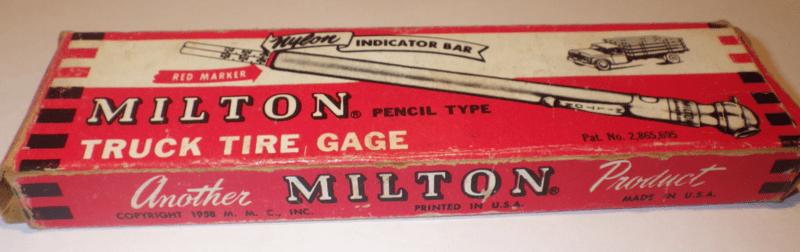 Nylon INDICATOR BAR
RED MARKER
MILTON® PENCIL TYPE
TRUCK TIRE GAGE
Pat. No. 2,865,695
Another MILTON® Product
COPYRIGHT 1958 M. M. C., INC. PRINTED IN U.S.A. MADE IN U.S.A.